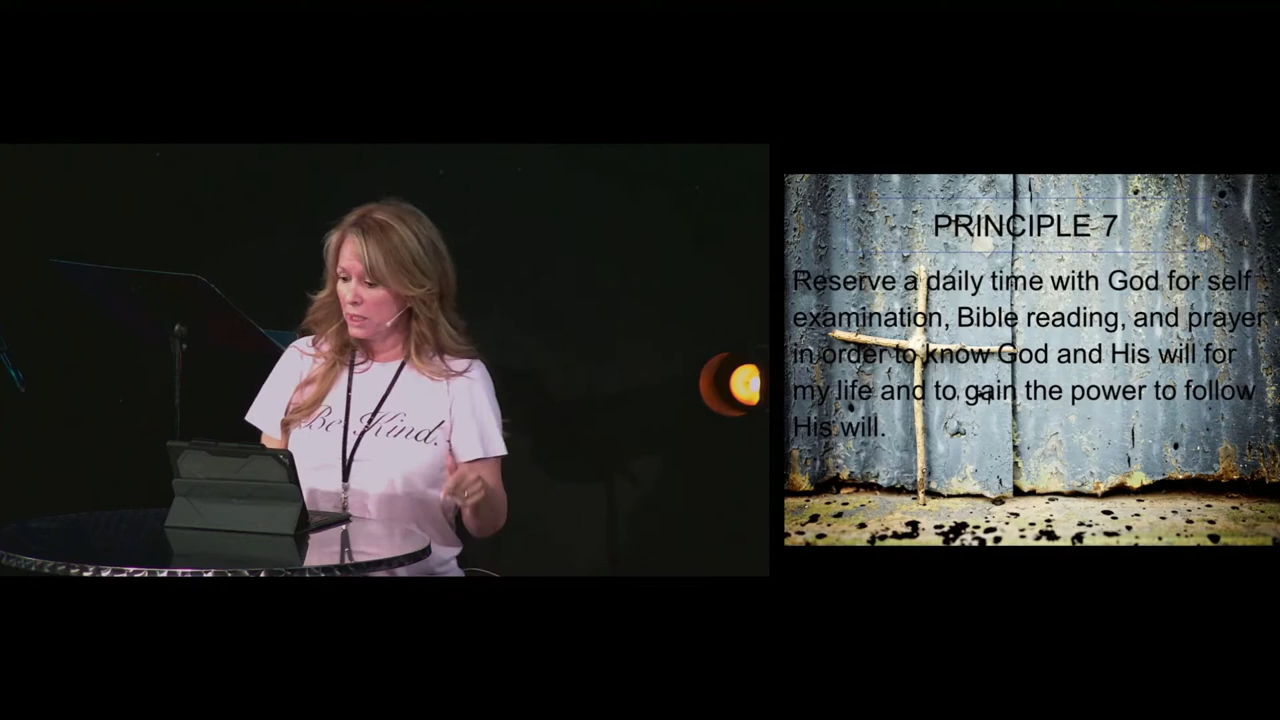 Be Kind.
PRINCIPLE 7
Reserve a daily time with God for self
examination, Bible reading, and prayer
in order to know God and His will for
my life and to gain the power to follow
His will.